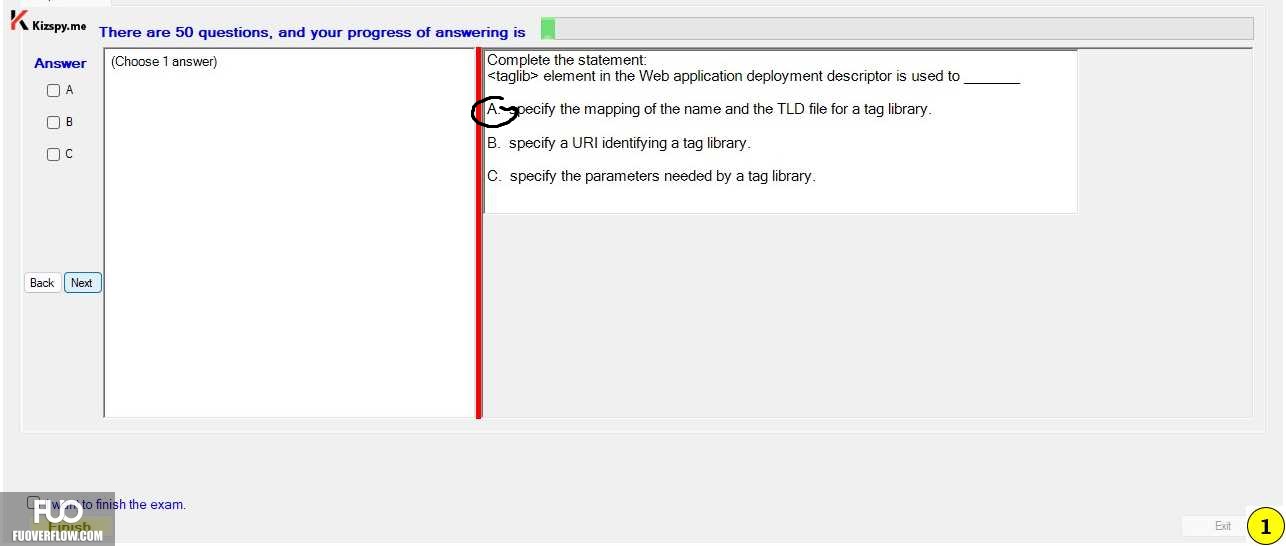 Kizspy.me
There are 50 questions, and your progress of answering is
Answer
(Choose 1 answer)
A
B
C
Back
Next
Complete the statement:
<taglib> element in the Web application deployment descriptor is used to _______
A. specify the mapping of the name and the TLD file for a tag library.
B. specify a URI identifying a tag library.
C. specify the parameters needed by a tag library.
I want to finish the exam.
Finish
FUO
FUOVERFLOW.COM
Exit
1